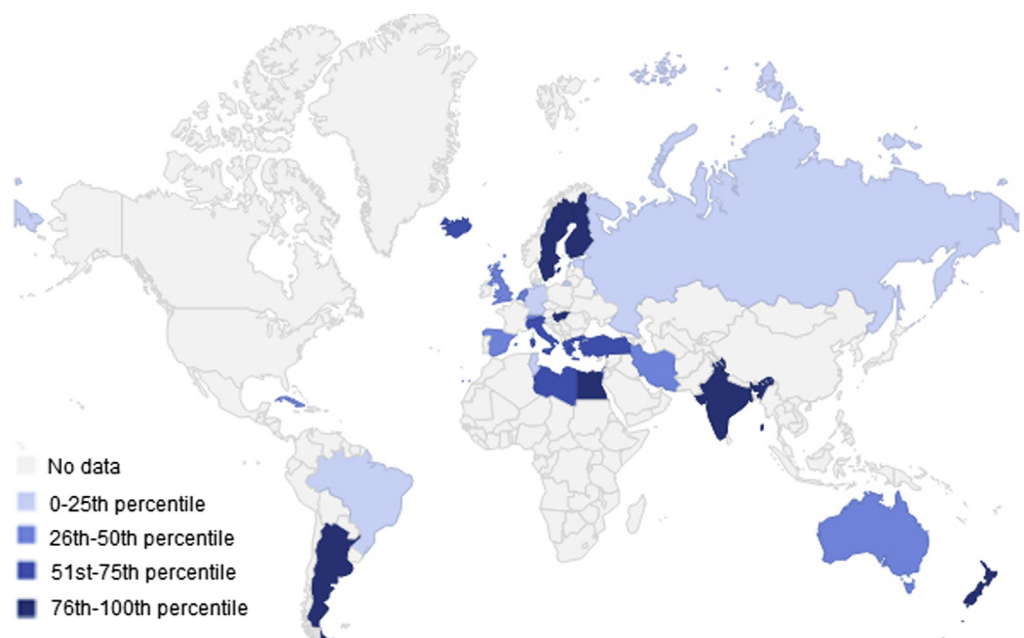 No data
0-25th percentile
26th-50th percentile
51st-75th percentile
76th-100th percentile